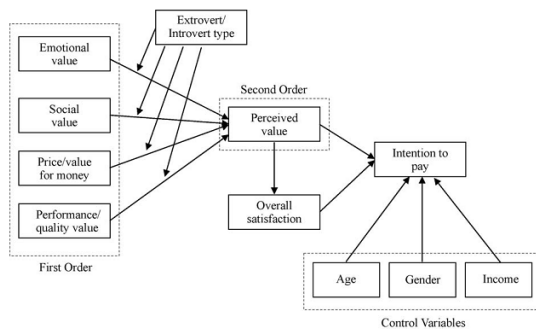 Extrovert/
Introvert type
Emotional
value
Social
value
Price/value
for money
Performance/
quality value
First Order
Second Order
Perceived
value
Overall
satisfaction
Intention to
pay
Age
Gender
Income
Control Variables